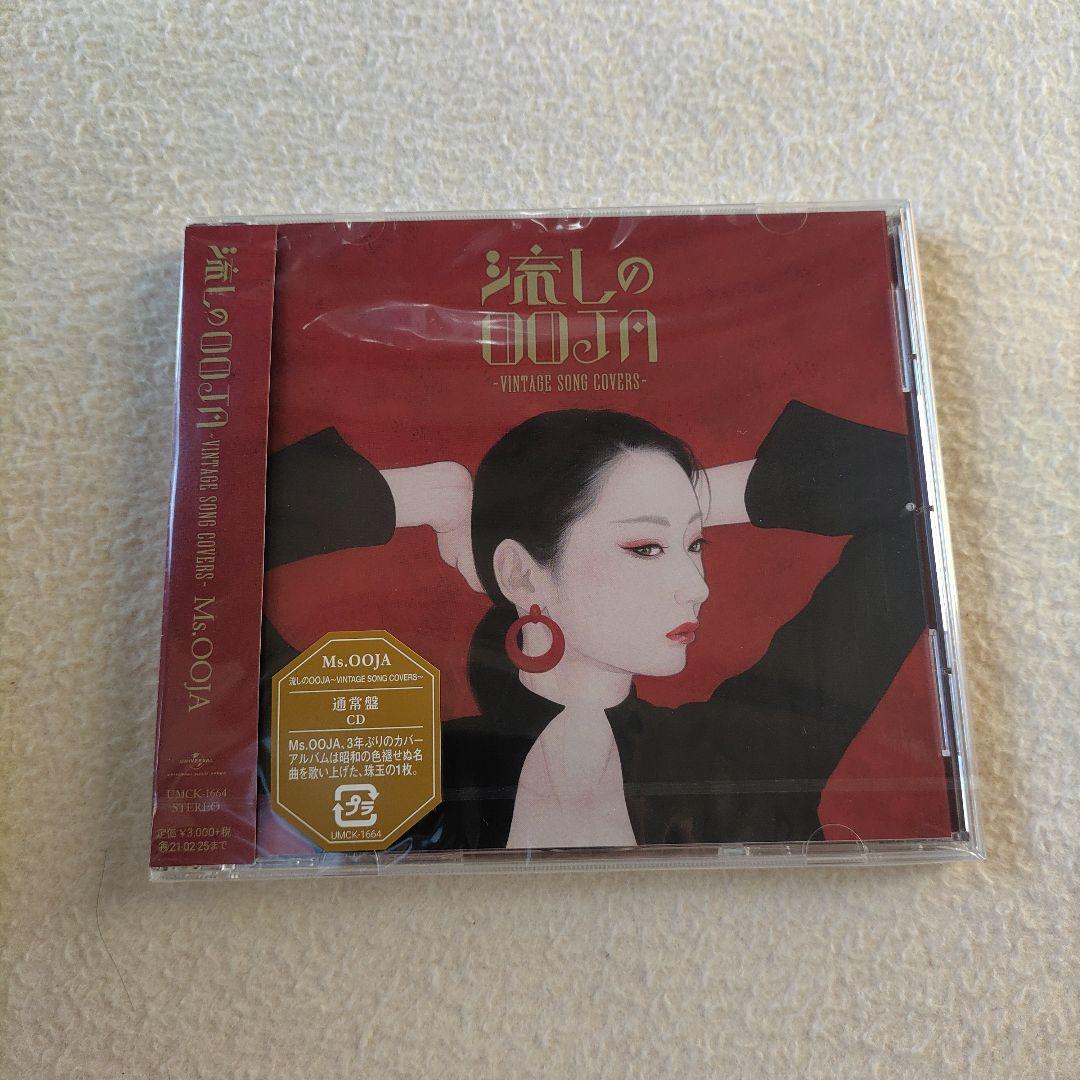 流しのOOJA -VINTAGE SONG COVERS- Ms.OOJA
UNIVERSAL
UMCK-1664
STEREO
定価 ¥3,000+税
再21・02・25まで
流しの
OOJA
-VINTAGE SONG COVERS-
Ms.OOJA
流しのOOJA〜VINTAGE SONG COVERS〜
通常盤
CD
Ms.OOJA、3年ぶりのカバー
アルバムは昭和の色褪せぬ名
曲を歌い上げた、珠玉の1枚。
プラ
UMCK-1664